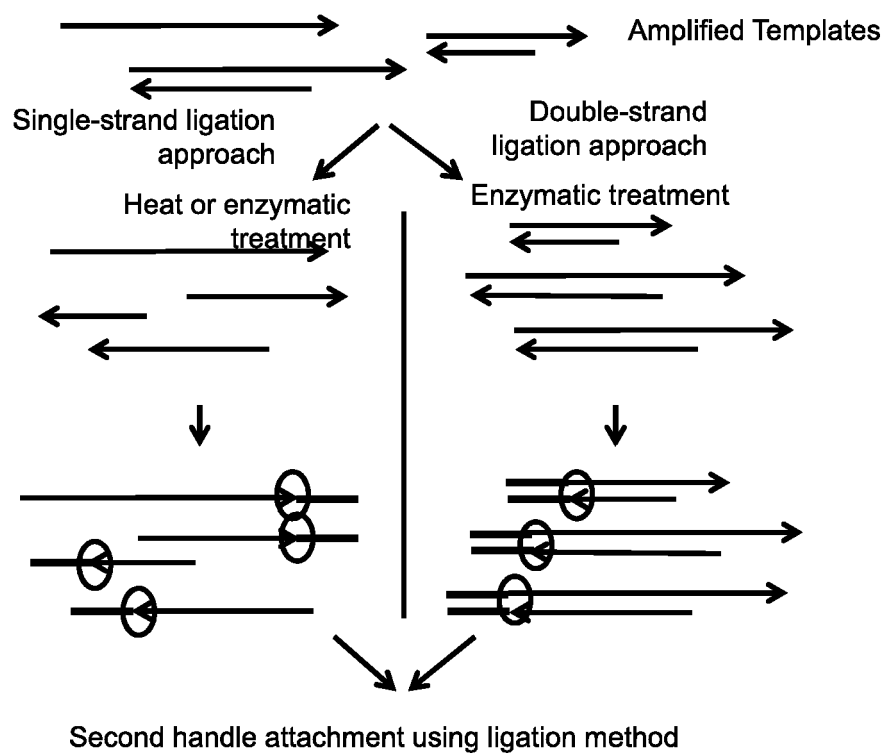 Amplified Templates
Single-strand ligation
approach
Double-strand
ligation approach
Heat or enzymatic
treatment
Enzymatic treatment
Second handle attachment using ligation method